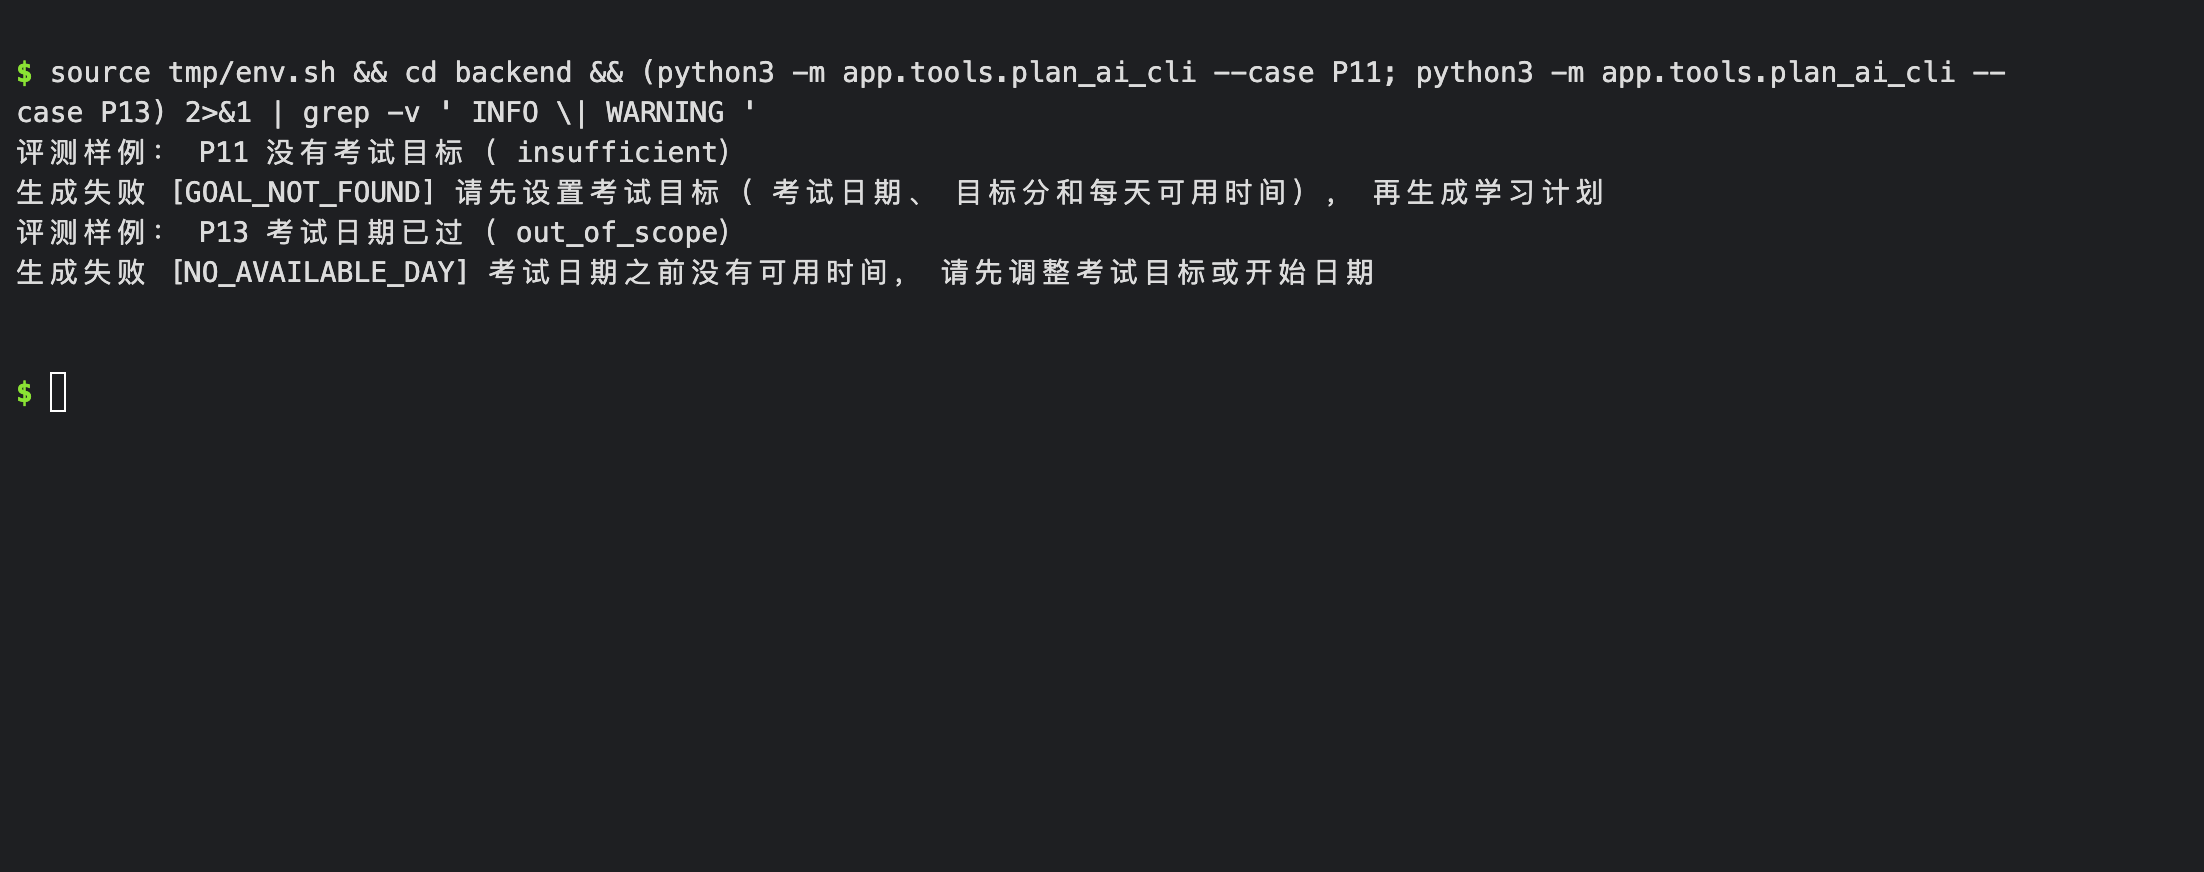 $ source tmp/env.sh && cd backend && (python3 -m app.tools.plan_ai_cli --case P11; python3 -m app.tools.plan_ai_cli --
case P13) 2>&1 | grep -v ' INFO \| WARNING '
评测样例： P11 没有考试目标（ insufficient）
生成失败 [GOAL_NOT_FOUND] 请先设置考试目标（ 考试日期、 目标分和每天可用时间）， 再生成学习计划
评测样例： P13 考试日期已过（ out_of_scope）
生成失败 [NO_AVAILABLE_DAY] 考试日期之前没有可用时间， 请先调整考试目标或开始日期
$